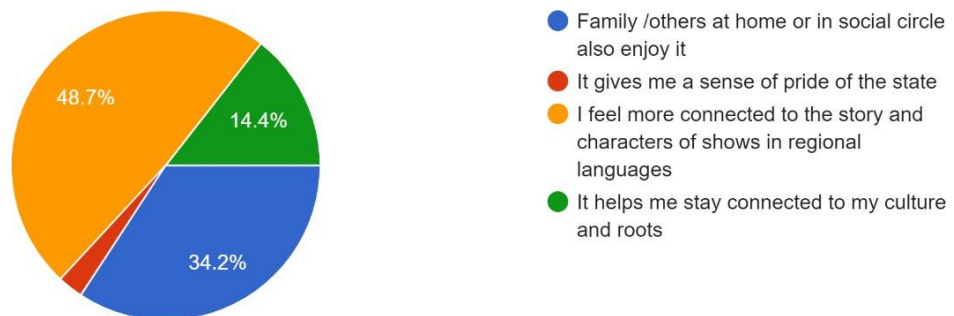 48.7%
14.4%
34.2%
Family /others at home or in social circle
also enjoy it
It gives me a sense of pride of the state
I feel more connected to the story and
characters of shows in regional
languages
It helps me stay connected to my culture
and roots